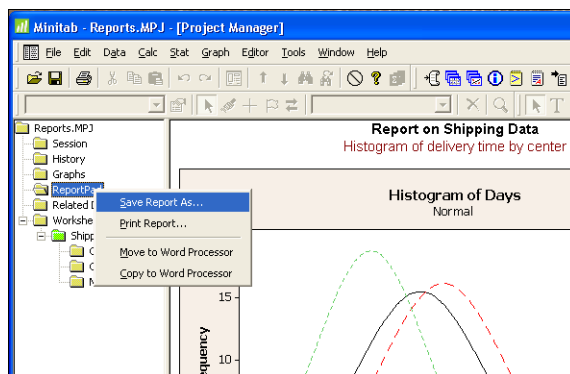 Minitab - Reports.MPJ - [Project Manager]
File Edit Data Calc Stat Graph Editor Tools Window Help
Reports.MPJ
Session
History
Graphs
ReportPad
Related D
Workshe
Shipp
C
C
M
Save Report As...
Print Report...
Move to Word Processor
Copy to Word Processor
Report on Shipping Data
Histogram of delivery time by center
Histogram of Days
Normal
15
10
equency